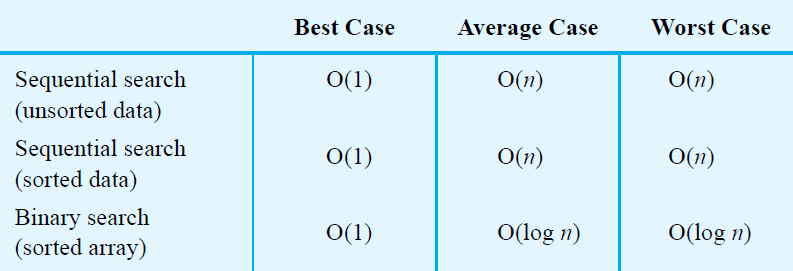 Best Case Average Case Worst Case
Sequential search O(1) O(n) O(n)
(unsorted data)
Sequential search O(1) O(n) O(n)
(sorted data)
Binary search O(1) O(log n) O(log n)
(sorted array)